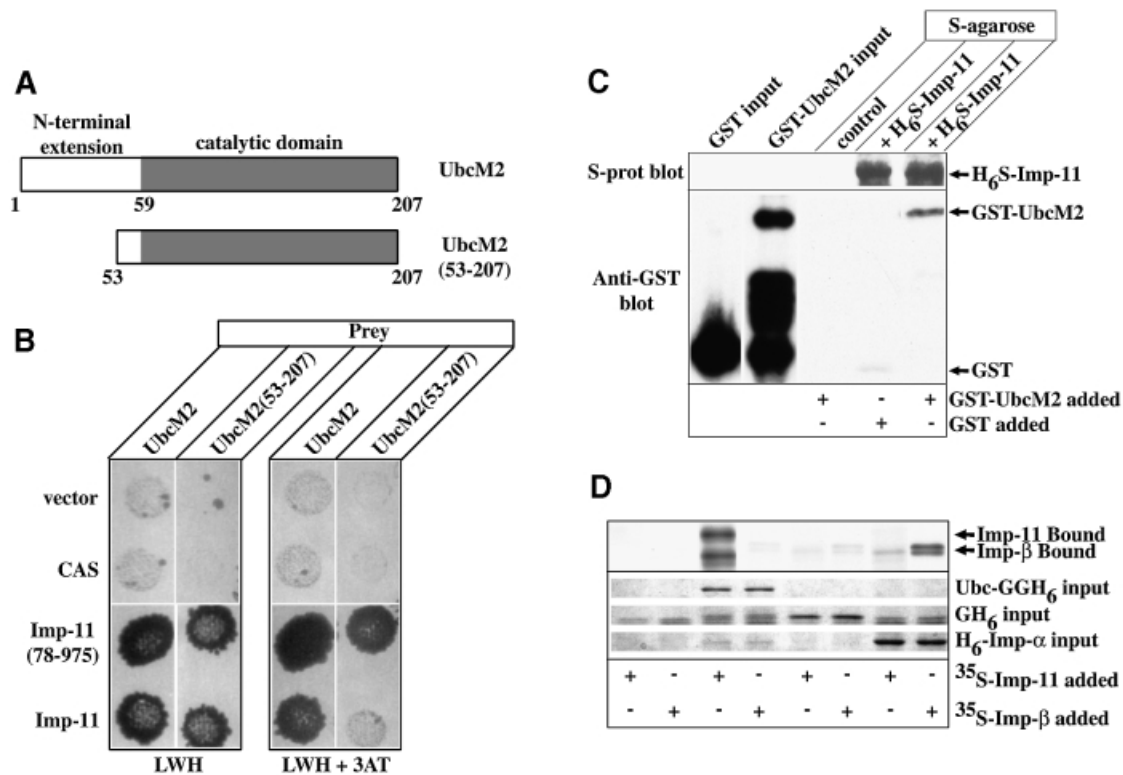 A
N-terminal
extension
catalytic domain
UbcM2
1
59
207
UbcM2
(53-207)
53
207
B
Prey
UbcM2
UbcM2(53-207)
UbcM2
UbcM2(53-207)
vector
CAS
Imp-11
(78-975)
Imp-11
LWH
LWH + 3AT
C
S-agarose
GST input
GST-UbcM2 input
control
+ H6S-Imp-11
+ H6S-Imp-11
S-prot blot
H6S-Imp-11
GST-UbcM2
Anti-GST
blot
GST
+ - + GST-UbcM2 added
- + - GST added
D
Imp-11 Bound
Imp-β Bound
Ubc-GGH6 input
GH6 input
H6-Imp-α input
+ - + - + - + - 35S-Imp-11 added
- + - + - + - + 35S-Imp-β added